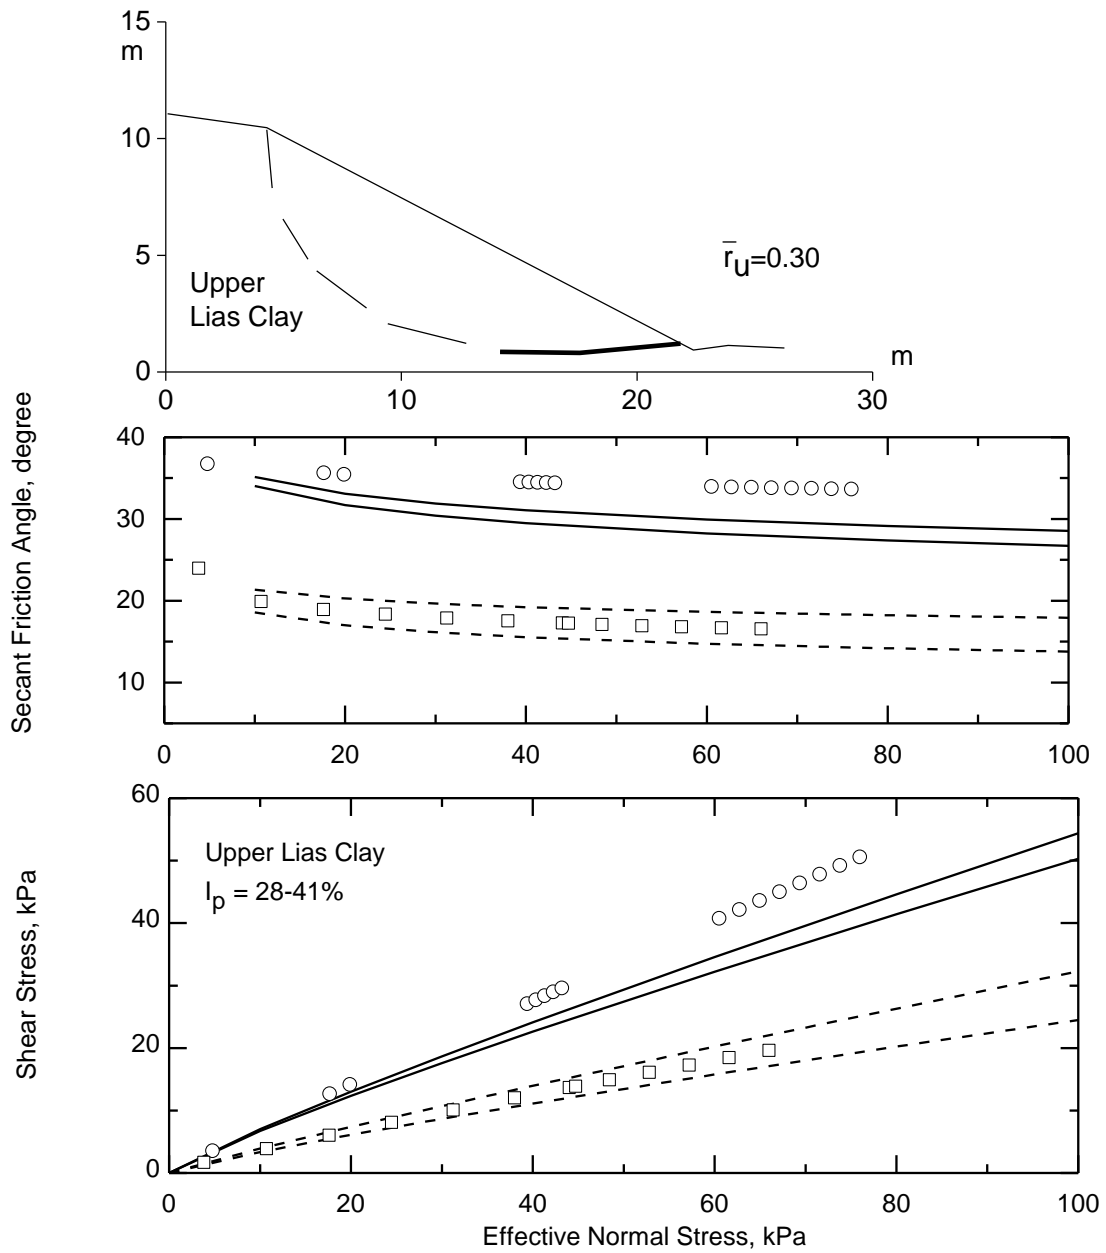 15
m
10
r̅u=0.30
5
Upper
Lias Clay
m
0
0 10 20 30
Secant Friction Angle, degree
40
30
20
10
0 20 40 60 80 100
Shear Stress, kPa
60
Upper Lias Clay
Ip = 28-41%
40
20
0
0 20 40 60 80 100
Effective Normal Stress, kPa